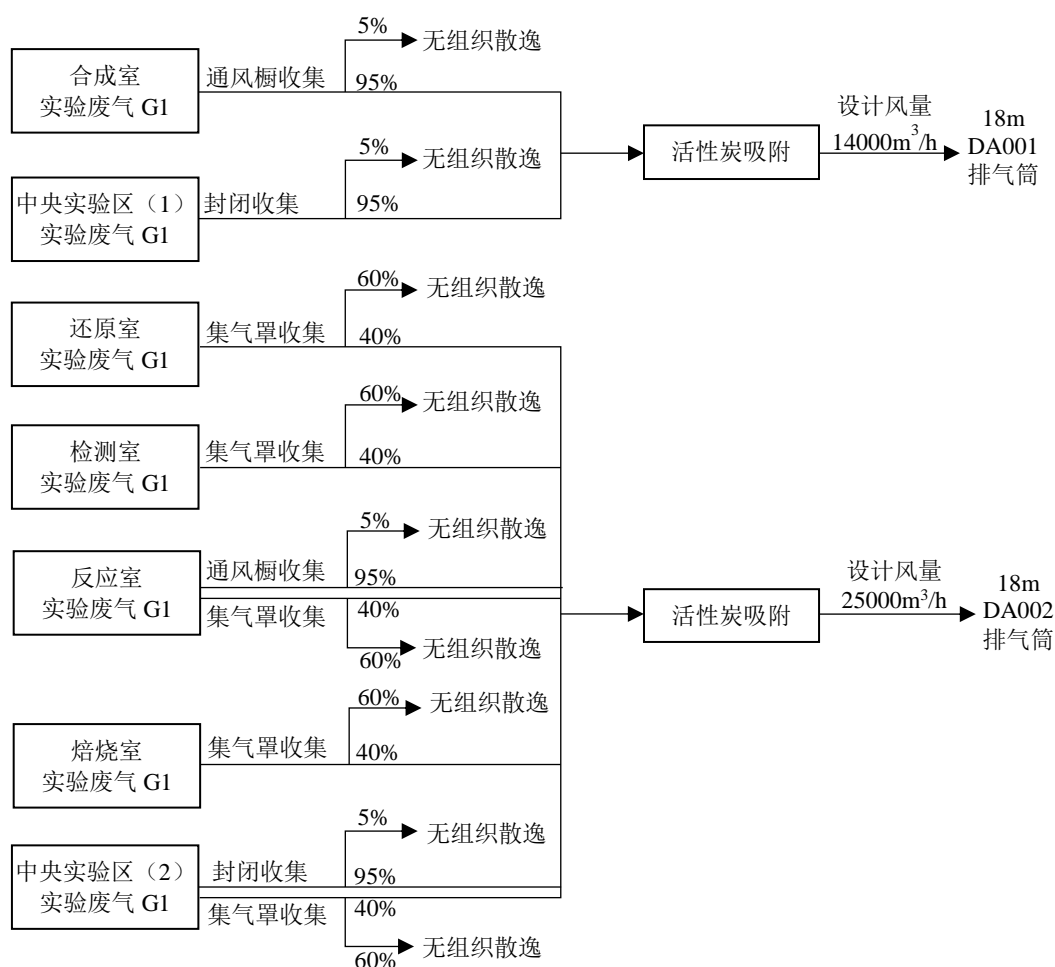 5%
无组织散逸
合成室
实验废气 G1
通风橱收集
95%
设计风量
14000m³/h
18m
DA001
排气筒
活性炭吸附
5%
无组织散逸
中央实验区（1）
实验废气 G1
封闭收集
95%
60%
无组织散逸
还原室
实验废气 G1
集气罩收集
40%
60%
无组织散逸
检测室
实验废气 G1
集气罩收集
40%
5%
无组织散逸
反应室
实验废气 G1
通风橱收集
95%
集气罩收集
40%
60%
无组织散逸
活性炭吸附
设计风量
25000m³/h
18m
DA002
排气筒
60%
无组织散逸
焙烧室
实验废气 G1
集气罩收集
40%
5%
无组织散逸
中央实验区（2）
实验废气 G1
封闭收集
95%
集气罩收集
40%
60%
无组织散逸